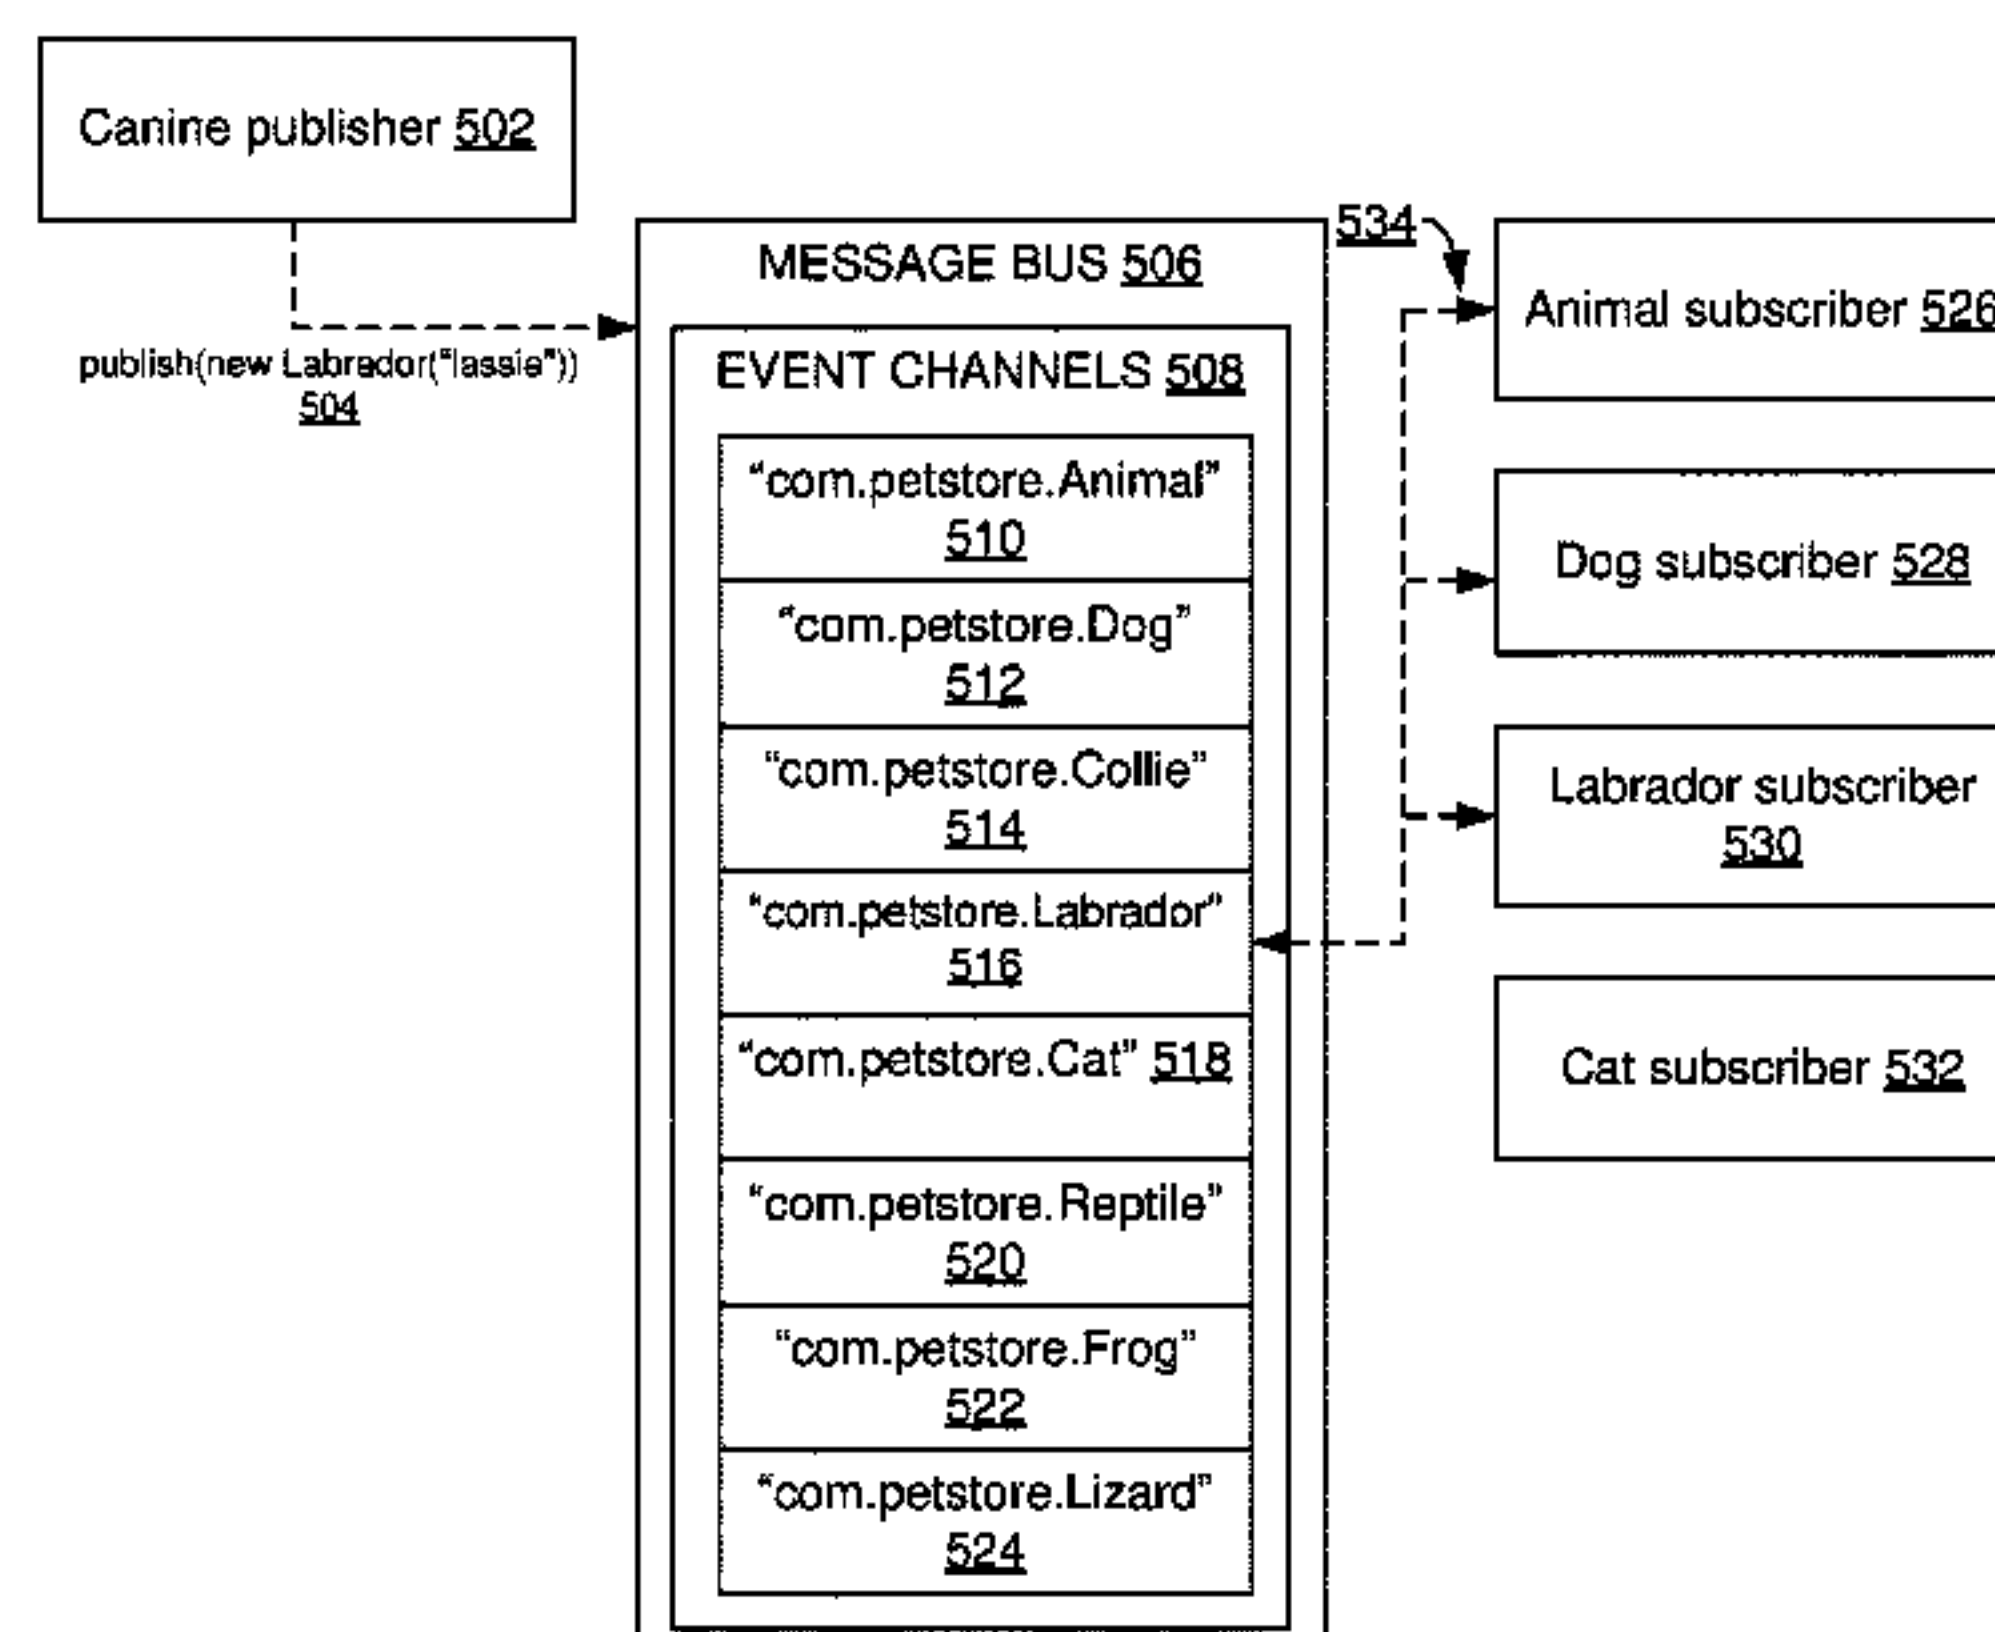 Canine publisher 502
publish(new Labrador("lassie"))
504
MESSAGE BUS 506
EVENT CHANNELS 508
“com.petstore.Animal”
510
“com.petstore.Dog”
512
“com.petstore.Collie”
514
“com.petstore.Labrador”
516
“com.petstore.Cat” 518
“com.petstore.Reptile”
520
“com.petstore.Frog”
522
“com.petstore.Lizard”
524
534
Animal subscriber 526
Dog subscriber 528
Labrador subscriber
530
Cat subscriber 532